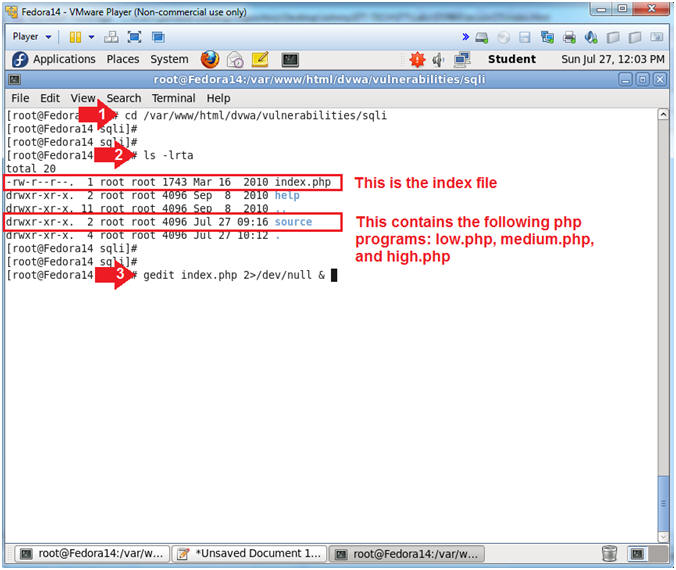 Fedora14 - VMware Player (Non-commercial use only)
Player
Applications Places System
Student Sun Jul 27, 12:03 PM
root@Fedora14:/var/www/html/dvwa/vulnerabilities/sqli
File Edit View Search Terminal Help
[root@Fedora 1 # cd /var/www/html/dvwa/vulnerabilities/sqli
[root@Fedora14 sqli]#
[root@Fedora14 sqli]#
[root@Fedora14 2 # ls -lrta
total 20
-rw-r--r--. 1 root root 1743 Mar 16 2010 index.php
This is the index file
drwxr-xr-x. 2 root root 4096 Sep 8 2010 help
drwxr-xr-x. 11 root root 4096 Sep 8 2010 ..
drwxr-xr-x. 2 root root 4096 Jul 27 09:16 source
drwxr-xr-x. 4 root root 4096 Jul 27 10:12 .
This contains the following php
programs: low.php, medium.php,
and high.php
[root@Fedora14 sqli]#
[root@Fedora14 sqli]#
[root@Fedora14 3 # gedit index.php 2>/dev/null &
root@Fedora14:/var/w... *Unsaved Document 1... root@Fedora14:/var/w...